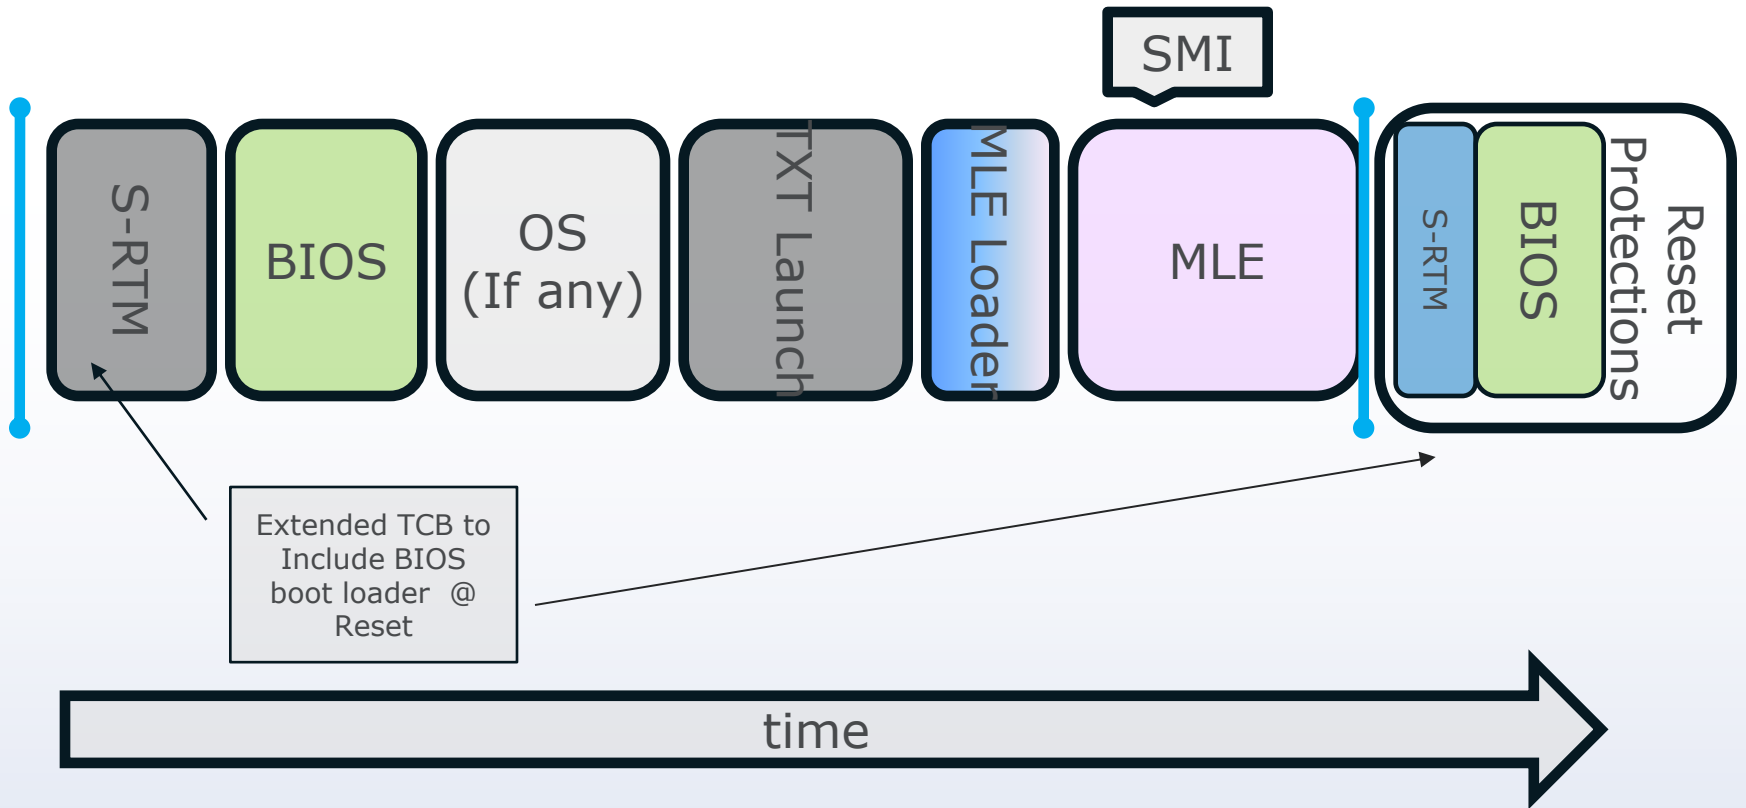 SMI
S-RTM
BIOS
OS
(If any)
TXT Launch
MLE Loader
MLE
S-RTM
BIOS
Reset
Protections
Extended TCB to
Include BIOS
boot loader @
Reset
time